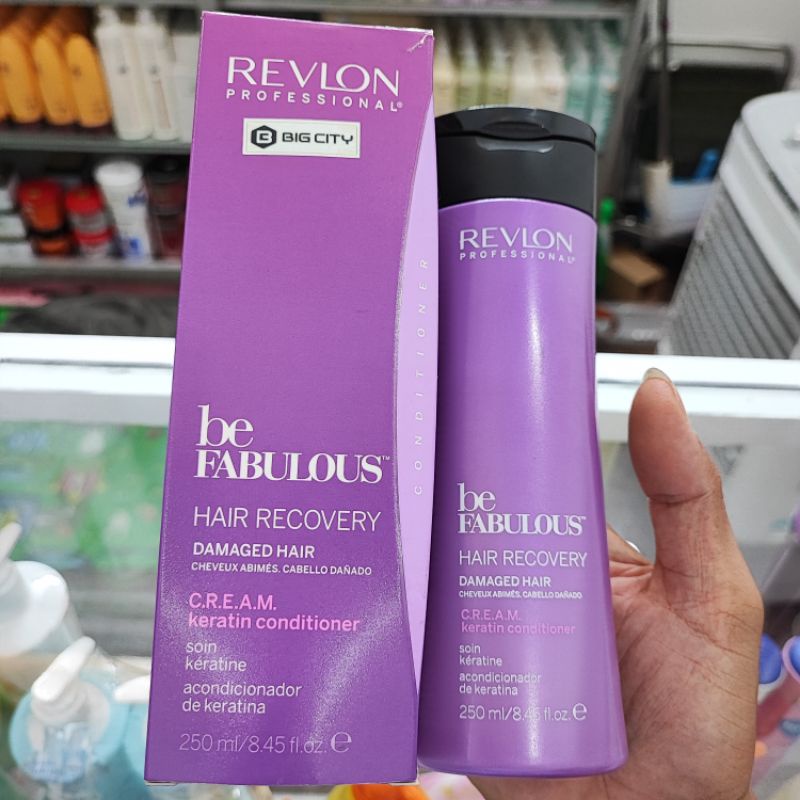 REVLON
PROFESSIONAL®
BIG CITY
CONDITIONER
be
FABULOUS™
HAIR RECOVERY
DAMAGED HAIR
CHEVEUX ABIMÉS. CABELLO DAÑADO
C.R.E.A.M.
keratin conditioner
soin
kératine
acondicionador
de keratina
250 ml/8.45 fl.oz. ℮
REVLON
PROFESSIONAL®
be
FABULOUS™
HAIR RECOVERY
DAMAGED HAIR
CHEVEUX ABIMÉS. CABELLO DAÑADO
C.R.E.A.M.
keratin conditioner
soin
kératine
acondicionador
de keratina
250 ml/8.45 fl.oz. ℮